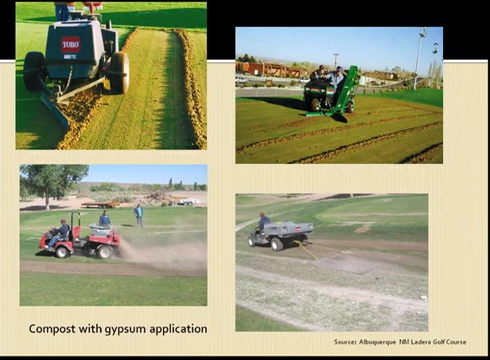 TORO
Compost with gypsum application
Source: Albuquerque NM Ladera Golf Course